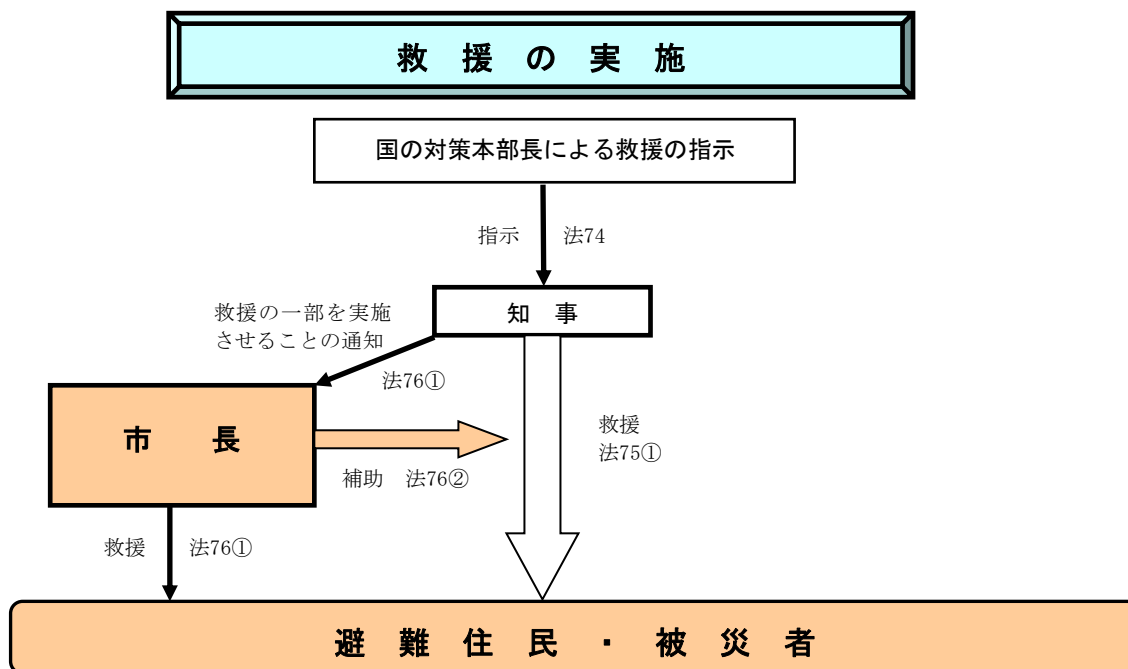 救 援 の 実 施
国の対策本部長による救援の指示
指示 法74
知 事
救援の一部を実施
させることの通知
法76①
市 長
救援
法75①
補助 法76②
救援 法76①
避 難 住 民 ・ 被 災 者